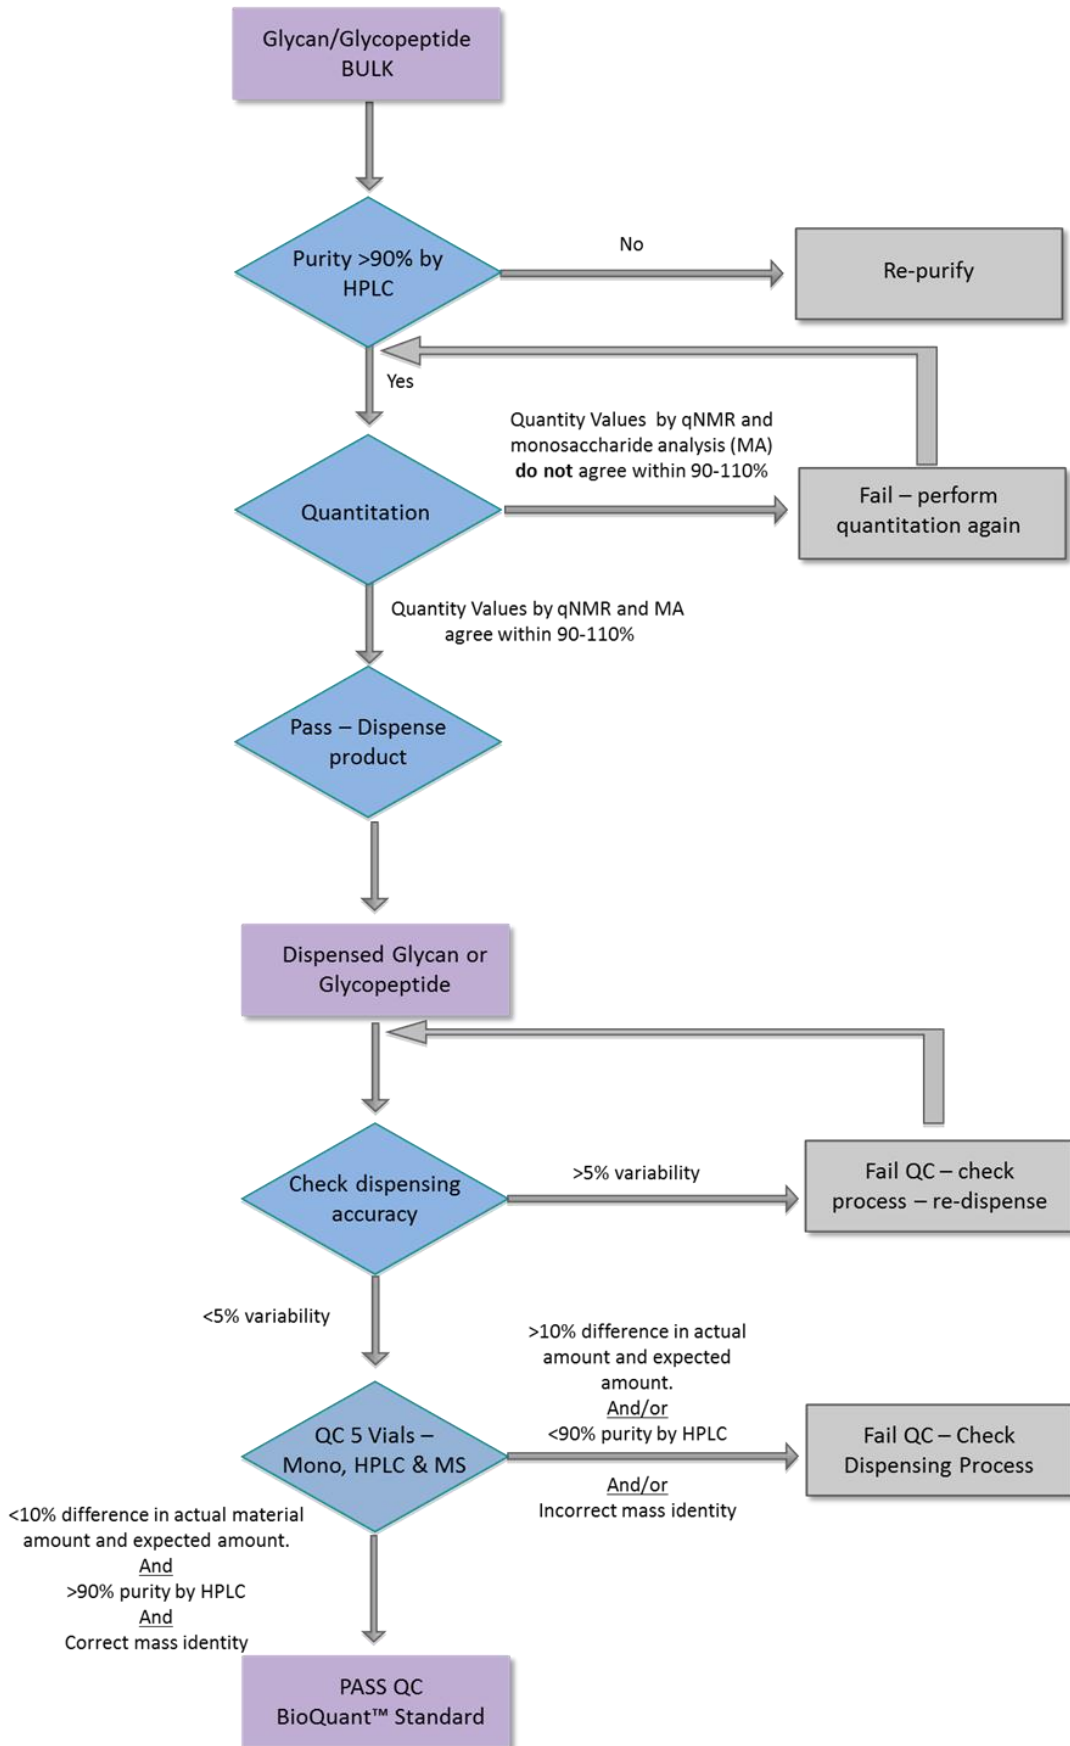 Glycan/Glycopeptide
BULK
Purity >90% by
HPLC
No
Re-purify
Yes
Quantity Values by qNMR and
monosaccharide analysis (MA)
do not agree within 90-110%
Quantitation
Fail – perform
quantitation again
Quantity Values by qNMR and MA
agree within 90-110%
Pass – Dispense
product
Dispensed Glycan or
Glycopeptide
Check dispensing
accuracy
>5% variability
Fail QC – check
process – re-dispense
<5% variability
>10% difference in actual
amount and expected
amount.
And/or
<90% purity by HPLC
And/or
Incorrect mass identity
QC 5 Vials –
Mono, HPLC & MS
Fail QC – Check
Dispensing Process
<10% difference in actual material
amount and expected amount.
And
>90% purity by HPLC
And
Correct mass identity
PASS QC
BioQuant™ Standard